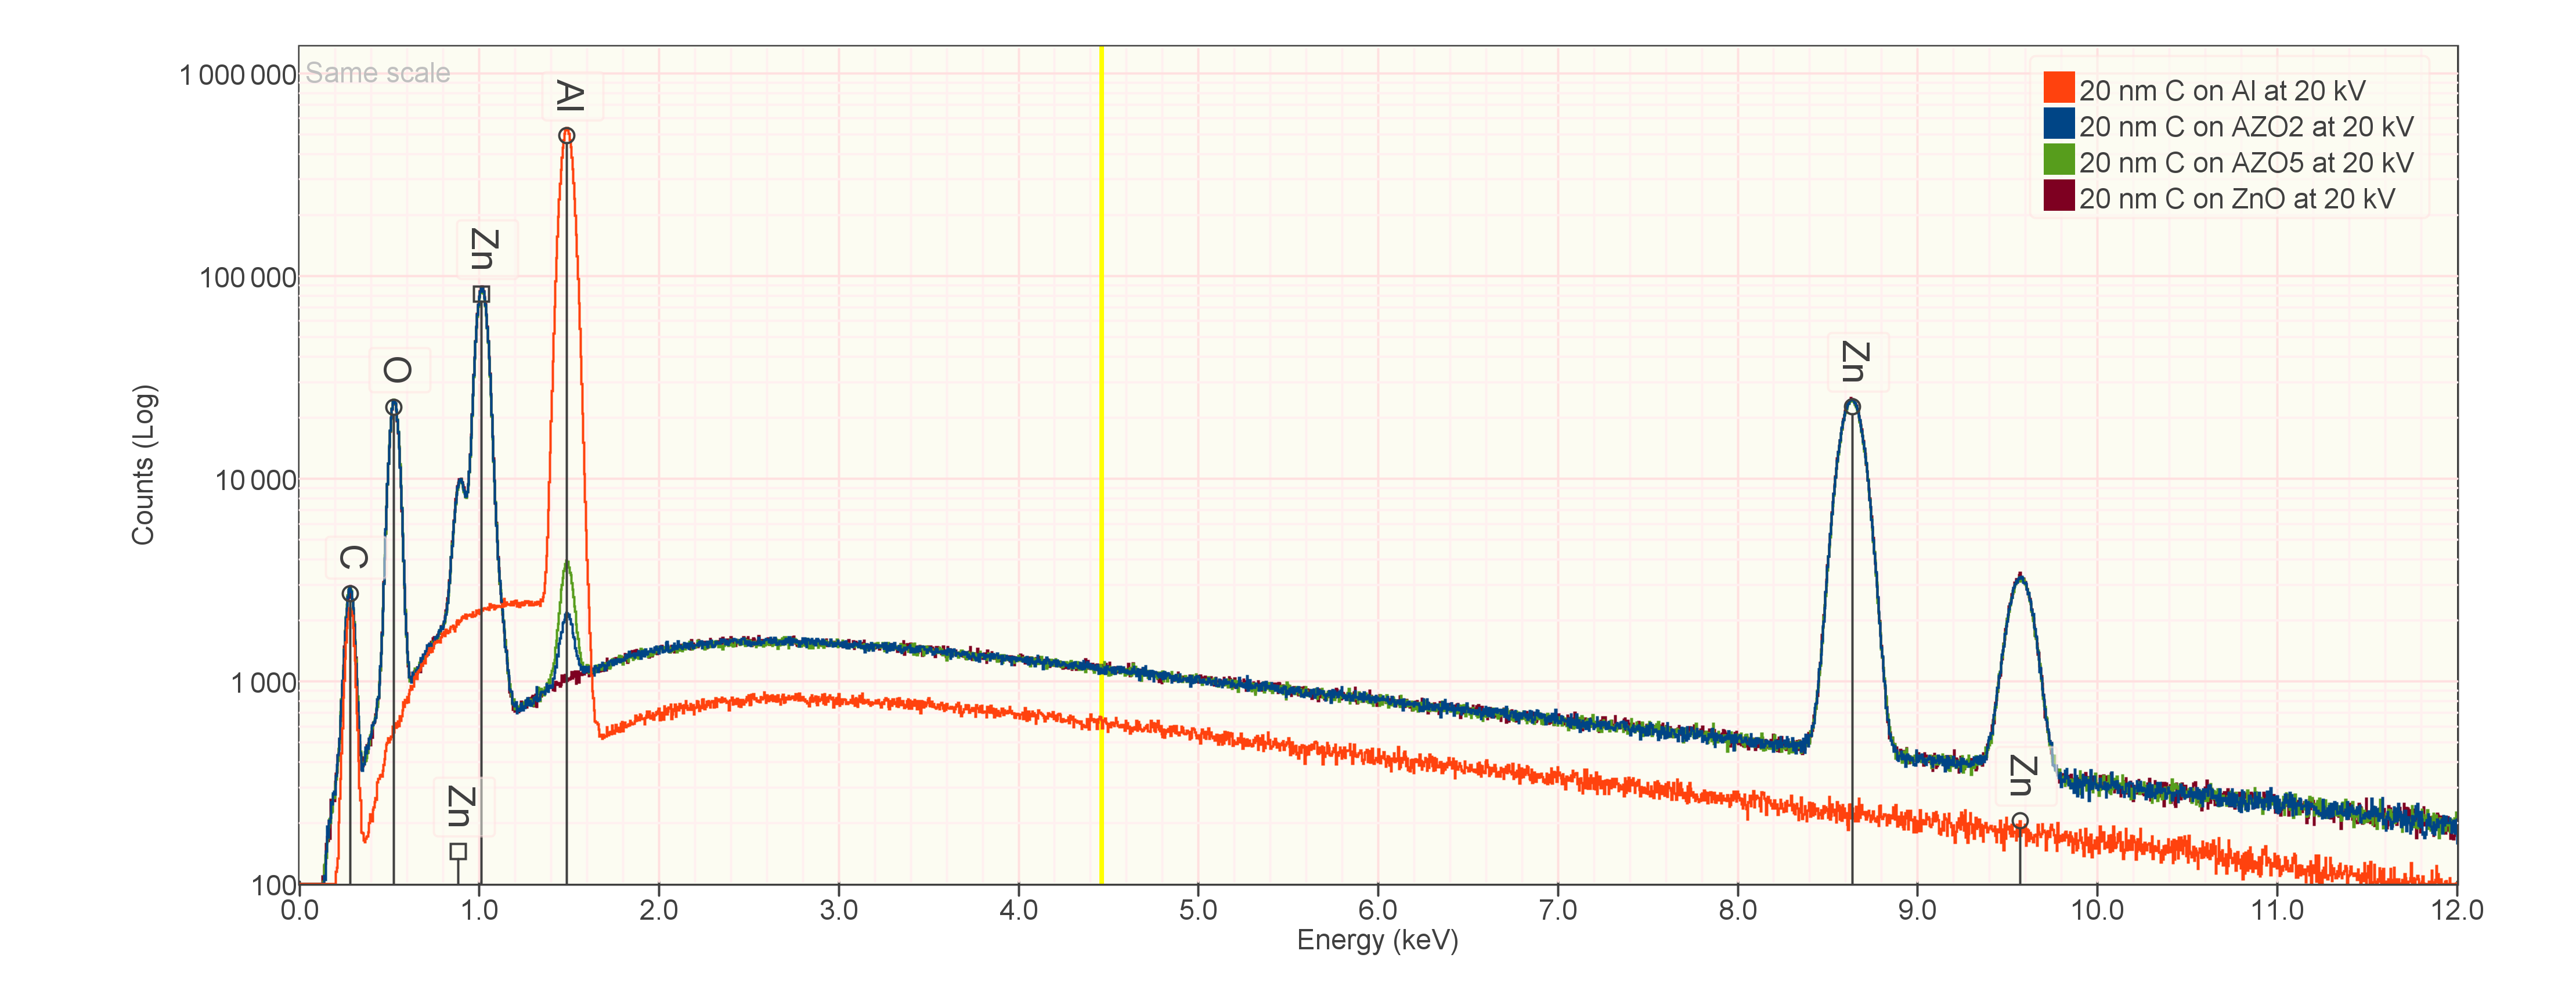 Same scale
1 000 000
100 000
10 000
1 000
100
Counts (Log)
C
O
Zn
Zn
Al
Zn
Zn
20 nm C on Al at 20 kV
20 nm C on AZO2 at 20 kV
20 nm C on AZO5 at 20 kV
20 nm C on ZnO at 20 kV
0.0 1.0 2.0 3.0 4.0 5.0 6.0 7.0 8.0 9.0 10.0 11.0 12.0
Energy (keV)